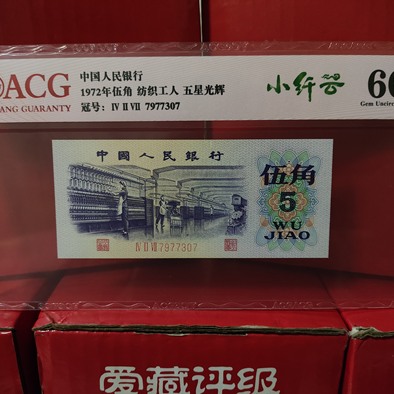 ACG
ANG GUARANTY
中国人民银行
1972年伍角 纺织工人 五星光辉
冠号: Ⅳ Ⅱ Ⅶ 7977307
小纤云
66
Gem Uncirc
中國人民銀行
伍角
5
WU
JIAO
Ⅳ Ⅱ Ⅶ 7977307
爱藏评级